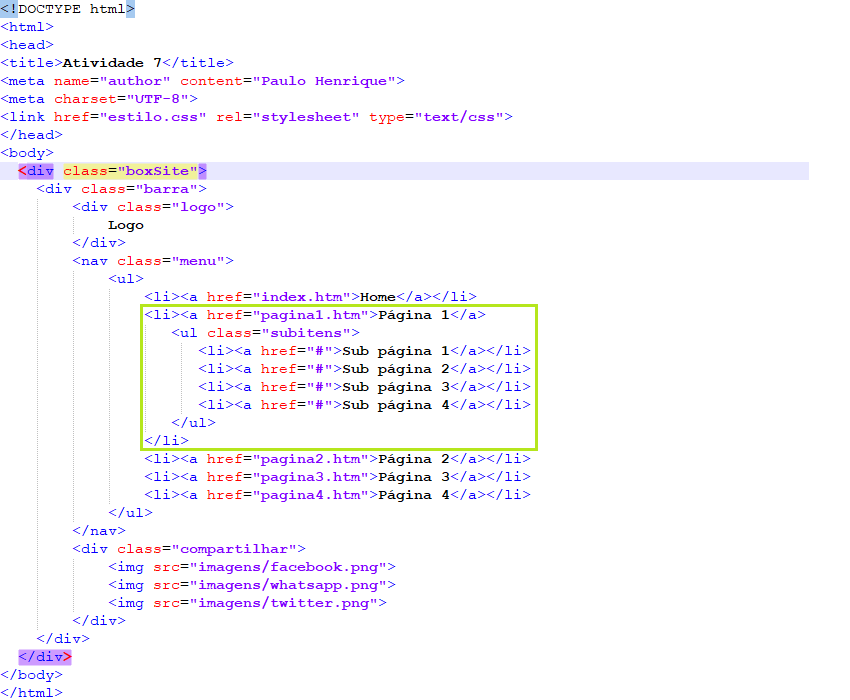 <!DOCTYPE html>
<html>
<head>
<title>Atividade 7</title>
<meta name="author" content="Paulo Henrique">
<meta charset="UTF-8">
<link href="estilo.css" rel="stylesheet" type="text/css">
</head>
<body>
<div class="boxSite">
<div class="barra">
<div class="logo">
Logo
</div>
<nav class="menu">
<ul>
<li><a href="index.htm">Home</a></li>
<li><a href="pagina1.htm">Página 1</a>
<ul class="subitens">
<li><a href="#">Sub página 1</a></li>
<li><a href="#">Sub página 2</a></li>
<li><a href="#">Sub página 3</a></li>
<li><a href="#">Sub página 4</a></li>
</ul>
</li>
<li><a href="pagina2.htm">Página 2</a></li>
<li><a href="pagina3.htm">Página 3</a></li>
<li><a href="pagina4.htm">Página 4</a></li>
</ul>
</nav>
<div class="compartilhar">
<img src="imagens/facebook.png">
<img src="imagens/whatsapp.png">
<img src="imagens/twitter.png">
</div>
</div>
</div>
</body>
</html>